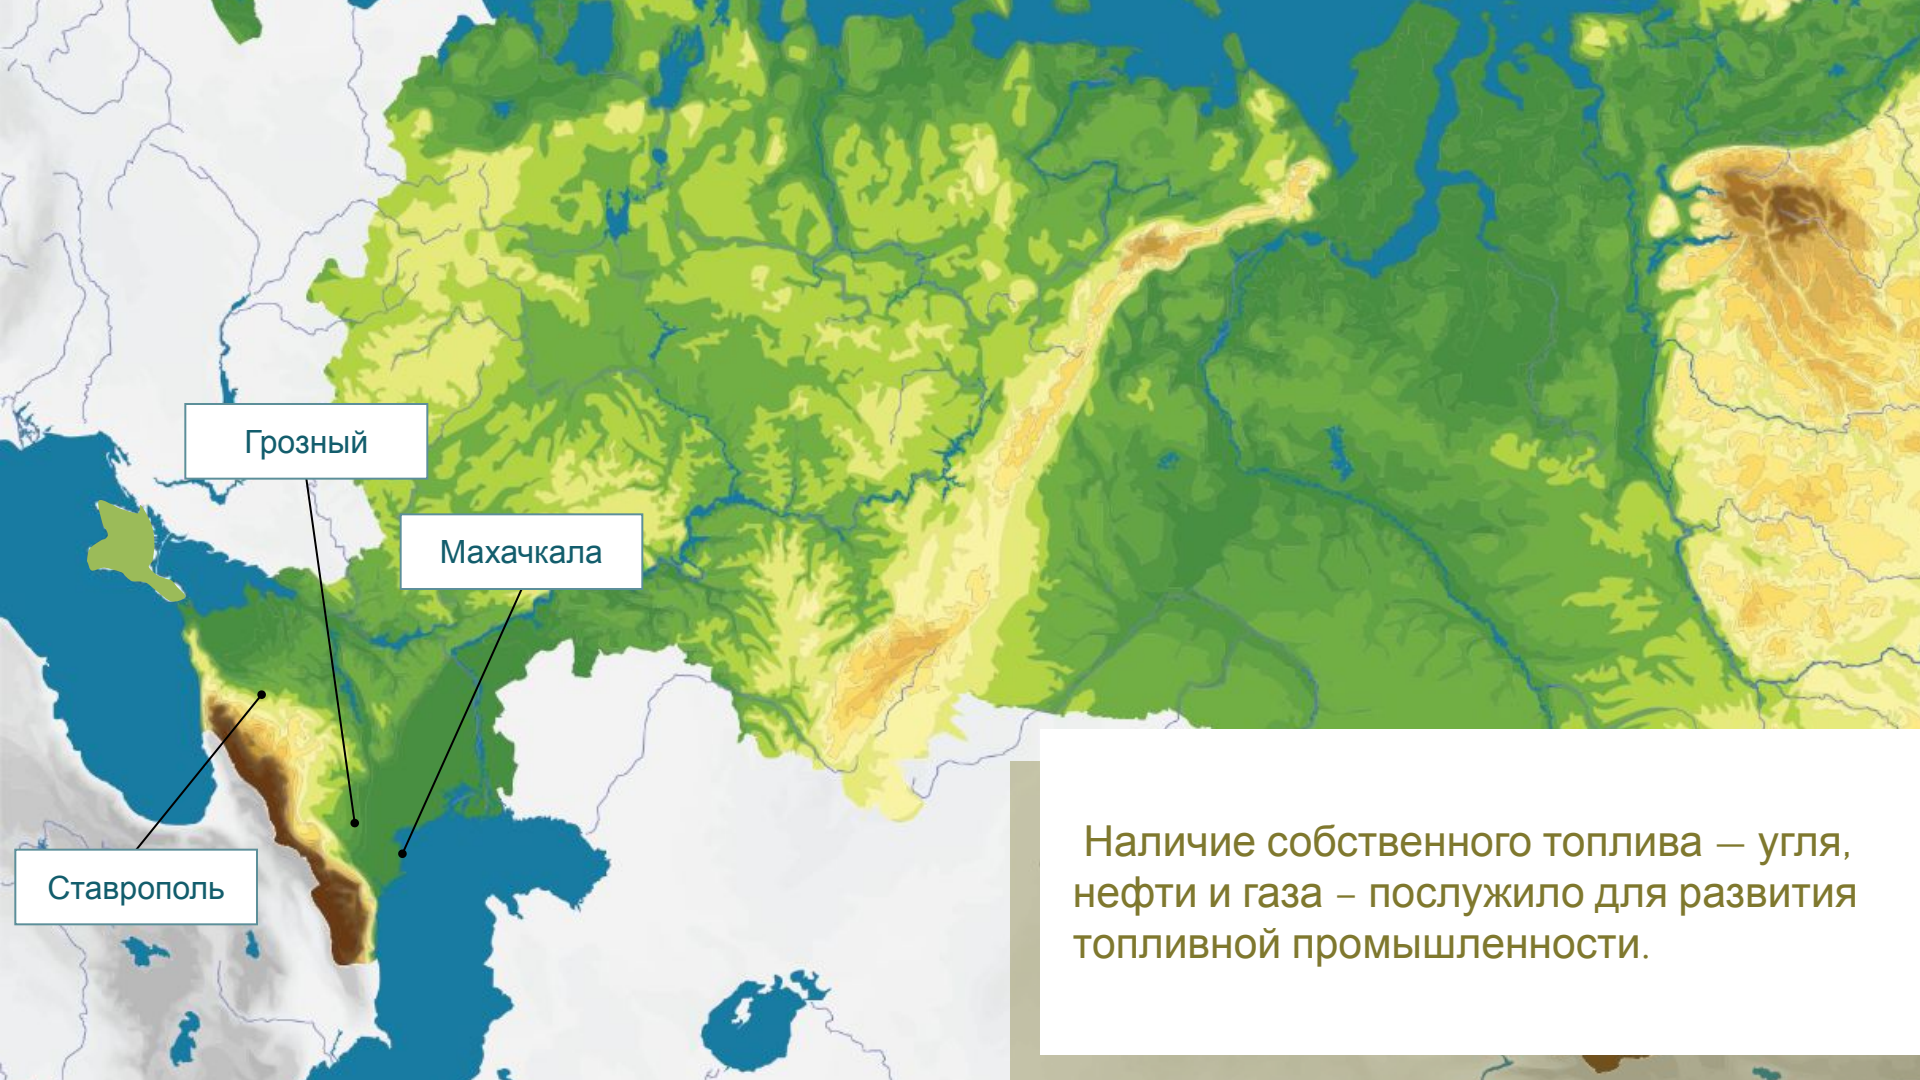 Грозный
Махачкала
Ставрополь
Наличие собственного топлива — угля,
нефти и газа – послужило для развития
топливной промышленности.